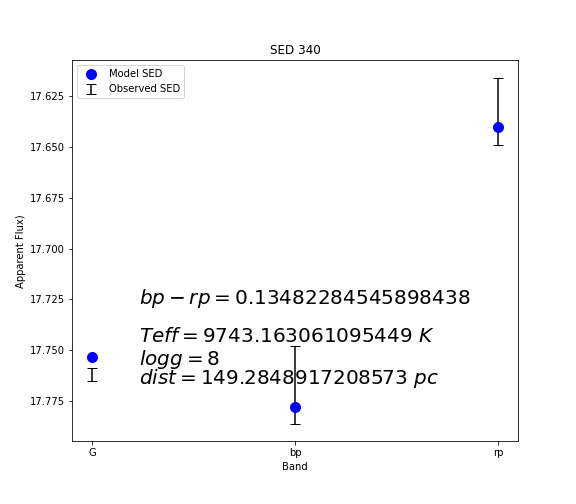 SED 340
Model SED
Observed SED
17.625
17.650
17.675
17.700
17.725
17.750
17.775
Apparent Flux)
bp − rp = 0.13482284545898438
Teff = 9743.163061095449 K
logg = 8
dist = 149.2848917208573 pc
G bp rp
Band